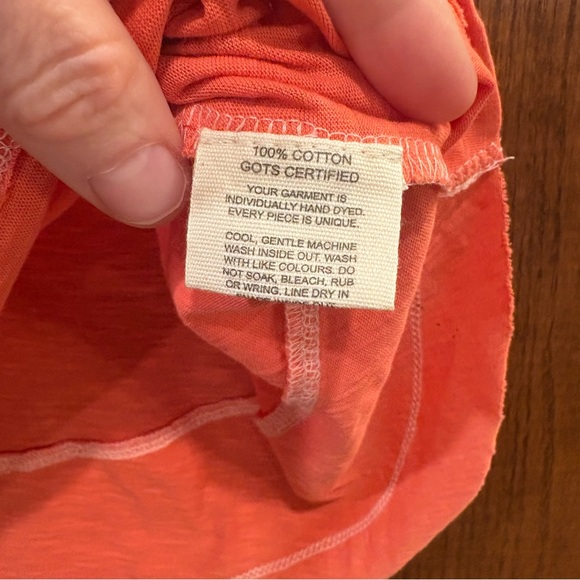 100% COTTON
GOTS CERTIFIED
YOUR GARMENT IS
INDIVIDUALLY HAND DYED.
EVERY PIECE IS UNIQUE.
COOL, GENTLE MACHINE
WASH INSIDE OUT. WASH
WITH LIKE COLOURS. DO
NOT SOAK, BLEACH, RUB
OR WRING. LINE DRY IN